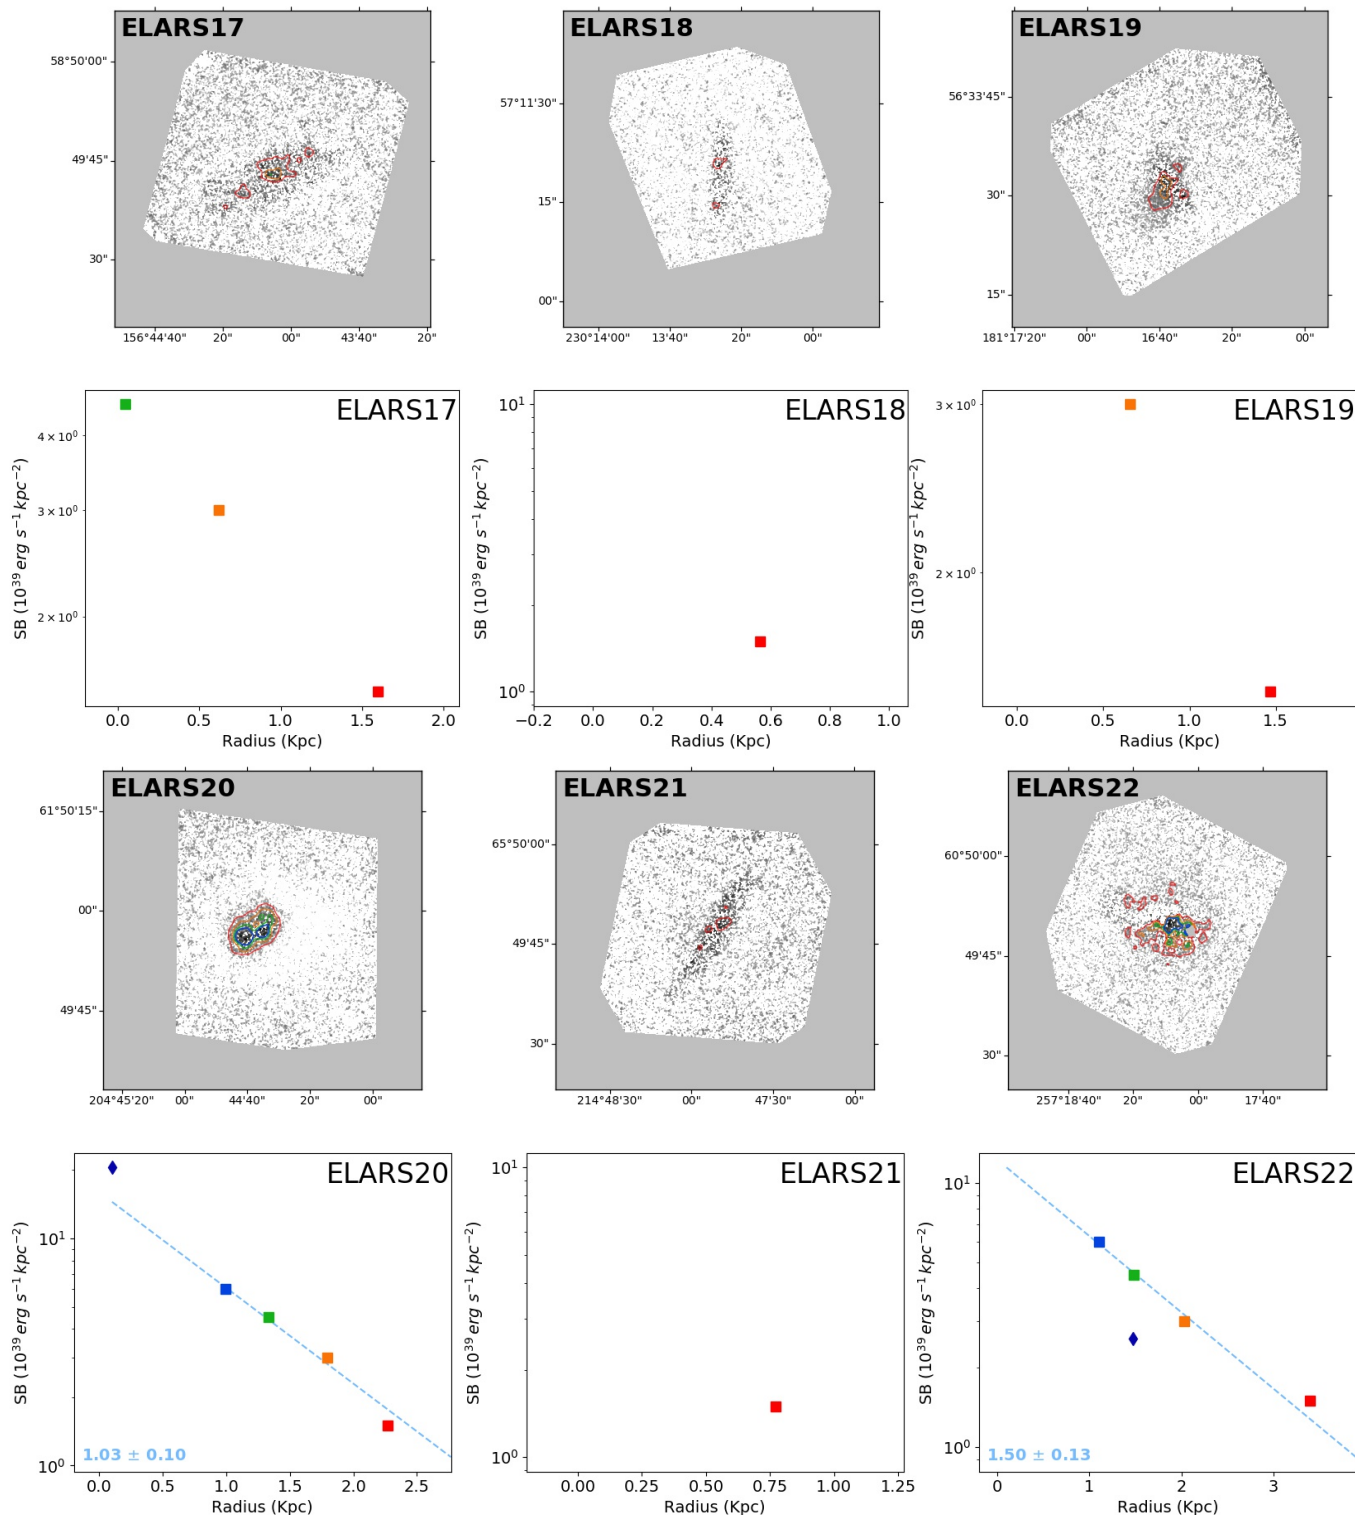 ELARS17
58°50'00"
49'45"
30"
156°44'40" 20" 00" 43'40" 20"
ELARS18
57°11'30"
15"
00"
230°14'00" 13'40" 20" 00"
ELARS19
56°33'45"
30"
15"
181°17'20" 00" 16'40" 20" 00"
ELARS17
4 × 10⁰
3 × 10⁰
2 × 10⁰
SB (10³⁹ erg s⁻¹ kpc⁻²)
0.0 0.5 1.0 1.5 2.0
Radius (Kpc)
ELARS18
10¹
10⁰
SB (10³⁹ erg s⁻¹ kpc⁻²)
−0.2 0.0 0.2 0.4 0.6 0.8 1.0
Radius (Kpc)
ELARS19
3 × 10⁰
2 × 10⁰
SB (10³⁹ erg s⁻¹ kpc⁻²)
0.0 0.5 1.0 1.5
Radius (Kpc)
ELARS20
61°50'15"
00"
49'45"
204°45'20" 00" 44'40" 20" 00"
ELARS21
65°50'00"
49'45"
30"
214°48'30" 00" 47'30" 00"
ELARS22
60°50'00"
49'45"
30"
257°18'40" 20" 00" 17'40"
ELARS20
10¹
10⁰
SB (10³⁹ erg s⁻¹ kpc⁻²)
1.03 ± 0.10
0.0 0.5 1.0 1.5 2.0 2.5
Radius (Kpc)
ELARS21
10¹
10⁰
SB (10³⁹ erg s⁻¹ kpc⁻²)
0.00 0.25 0.50 0.75 1.00 1.25
Radius (Kpc)
ELARS22
10¹
10⁰
SB (10³⁹ erg s⁻¹ kpc⁻²)
1.50 ± 0.13
0 1 2 3
Radius (Kpc)